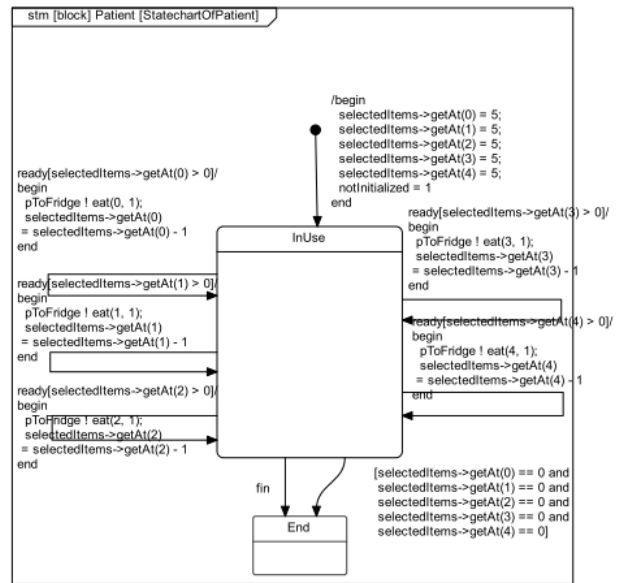 stm [block] Patient [StatechartOfPatient]
/begin
selectedItems->getAt(0) = 5;
selectedItems->getAt(1) = 5;
selectedItems->getAt(2) = 5;
selectedItems->getAt(3) = 5;
selectedItems->getAt(4) = 5;
notInitialized = 1
end
ready[selectedItems->getAt(0) > 0]/
begin
pToFridge ! eat(0, 1);
selectedItems->getAt(0)
= selectedItems->getAt(0) - 1
end
ready[selectedItems->getAt(3) > 0]/
begin
pToFridge ! eat(3, 1);
selectedItems->getAt(3)
= selectedItems->getAt(3) - 1
end
InUse
ready[selectedItems->getAt(1) > 0]/
begin
pToFridge ! eat(1, 1);
selectedItems->getAt(1)
= selectedItems->getAt(1) - 1
end
ready[selectedItems->getAt(4) > 0]/
begin
pToFridge ! eat(4, 1);
selectedItems->getAt(4)
= selectedItems->getAt(4) - 1
end
ready[selectedItems->getAt(2) > 0]/
begin
pToFridge ! eat(2, 1);
selectedItems->getAt(2)
= selectedItems->getAt(2) - 1
end
fin
[selectedItems->getAt(0) == 0 and
selectedItems->getAt(1) == 0 and
selectedItems->getAt(2) == 0 and
selectedItems->getAt(3) == 0 and
selectedItems->getAt(4) == 0]
End